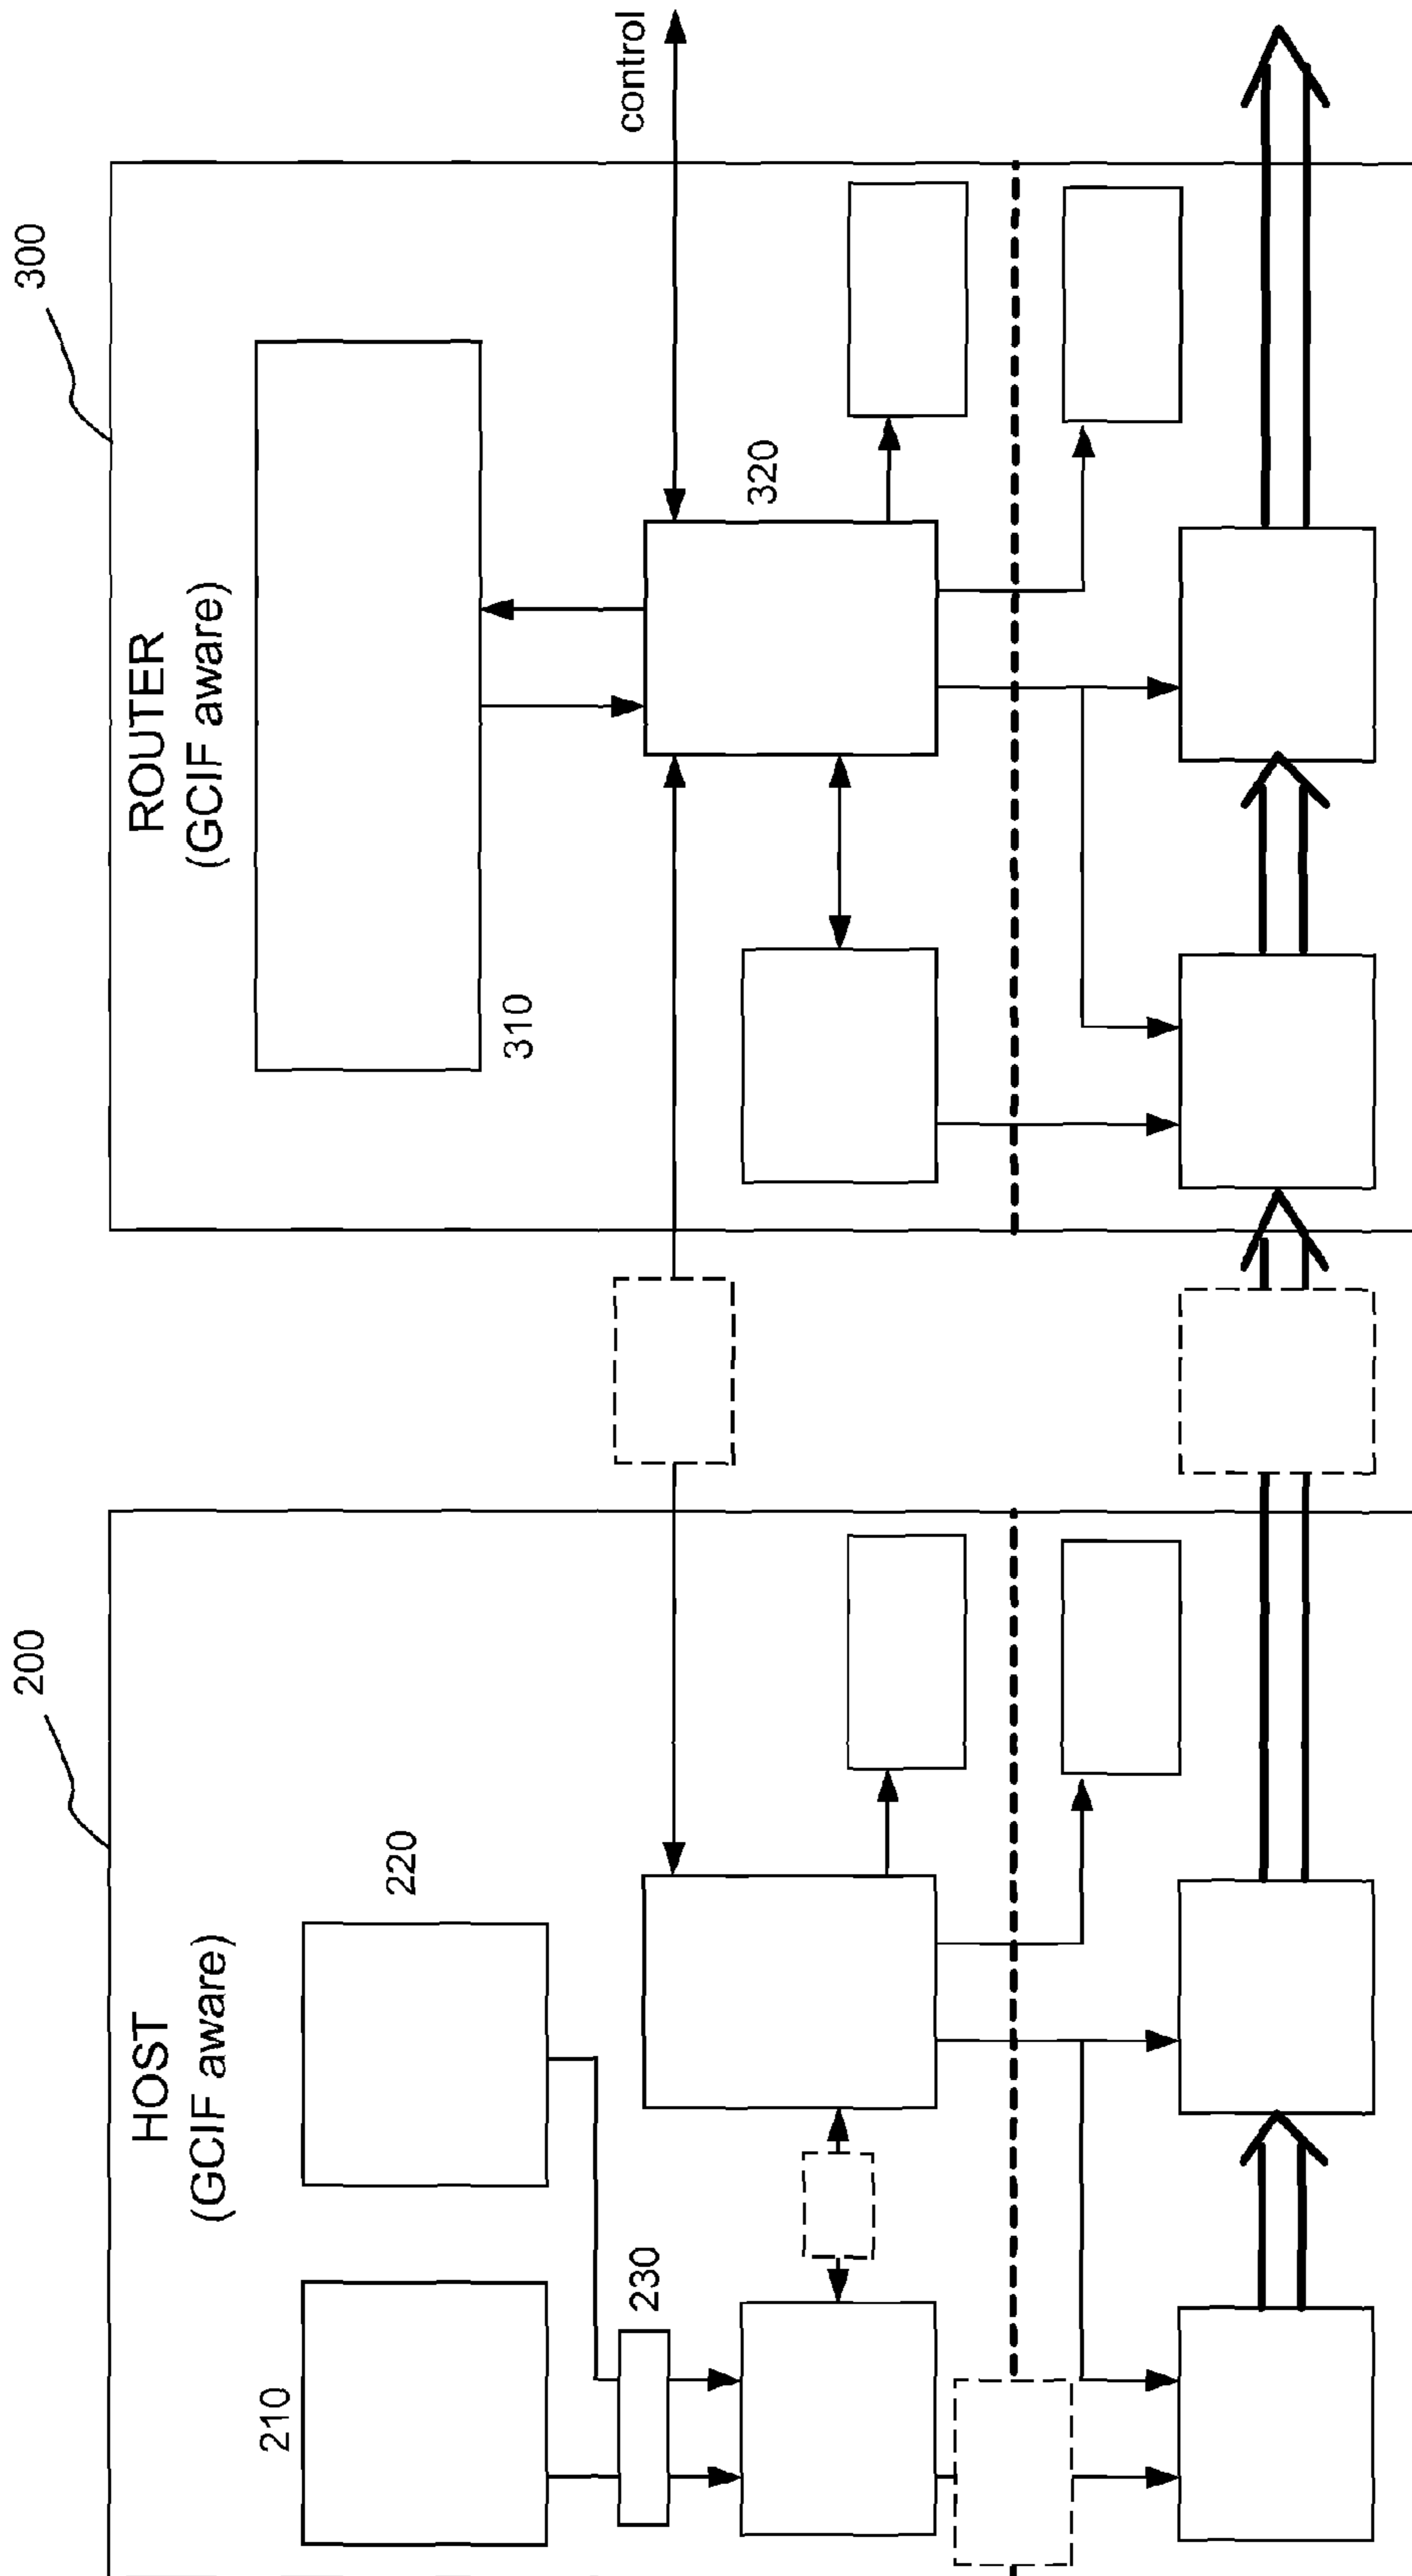 HOST
(GCIF aware)
200
210
220
230
ROUTER
(GCIF aware)
300
310
320
control